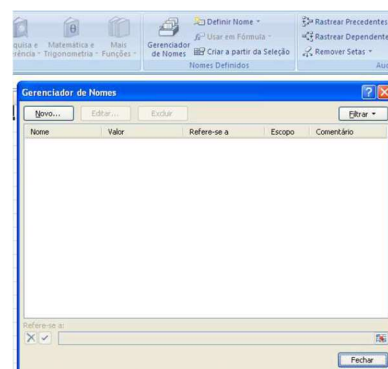 Definir Nome
Rastrear Precedentes
Usar em Fórmula
Rastrear Dependente
Criar a partir da Seleção
Remover Setas
quisa e
rência
Matemática e
Trigonometria
Mais
Funções
Gerenciador
de Nomes
Nomes Definidos
Au
Gerenciador de Nomes
Novo...
Editar...
Excluir
Filtrar
Nome
Valor
Refere-se a
Escopo
Comentário
Refere-se a:
Fechar